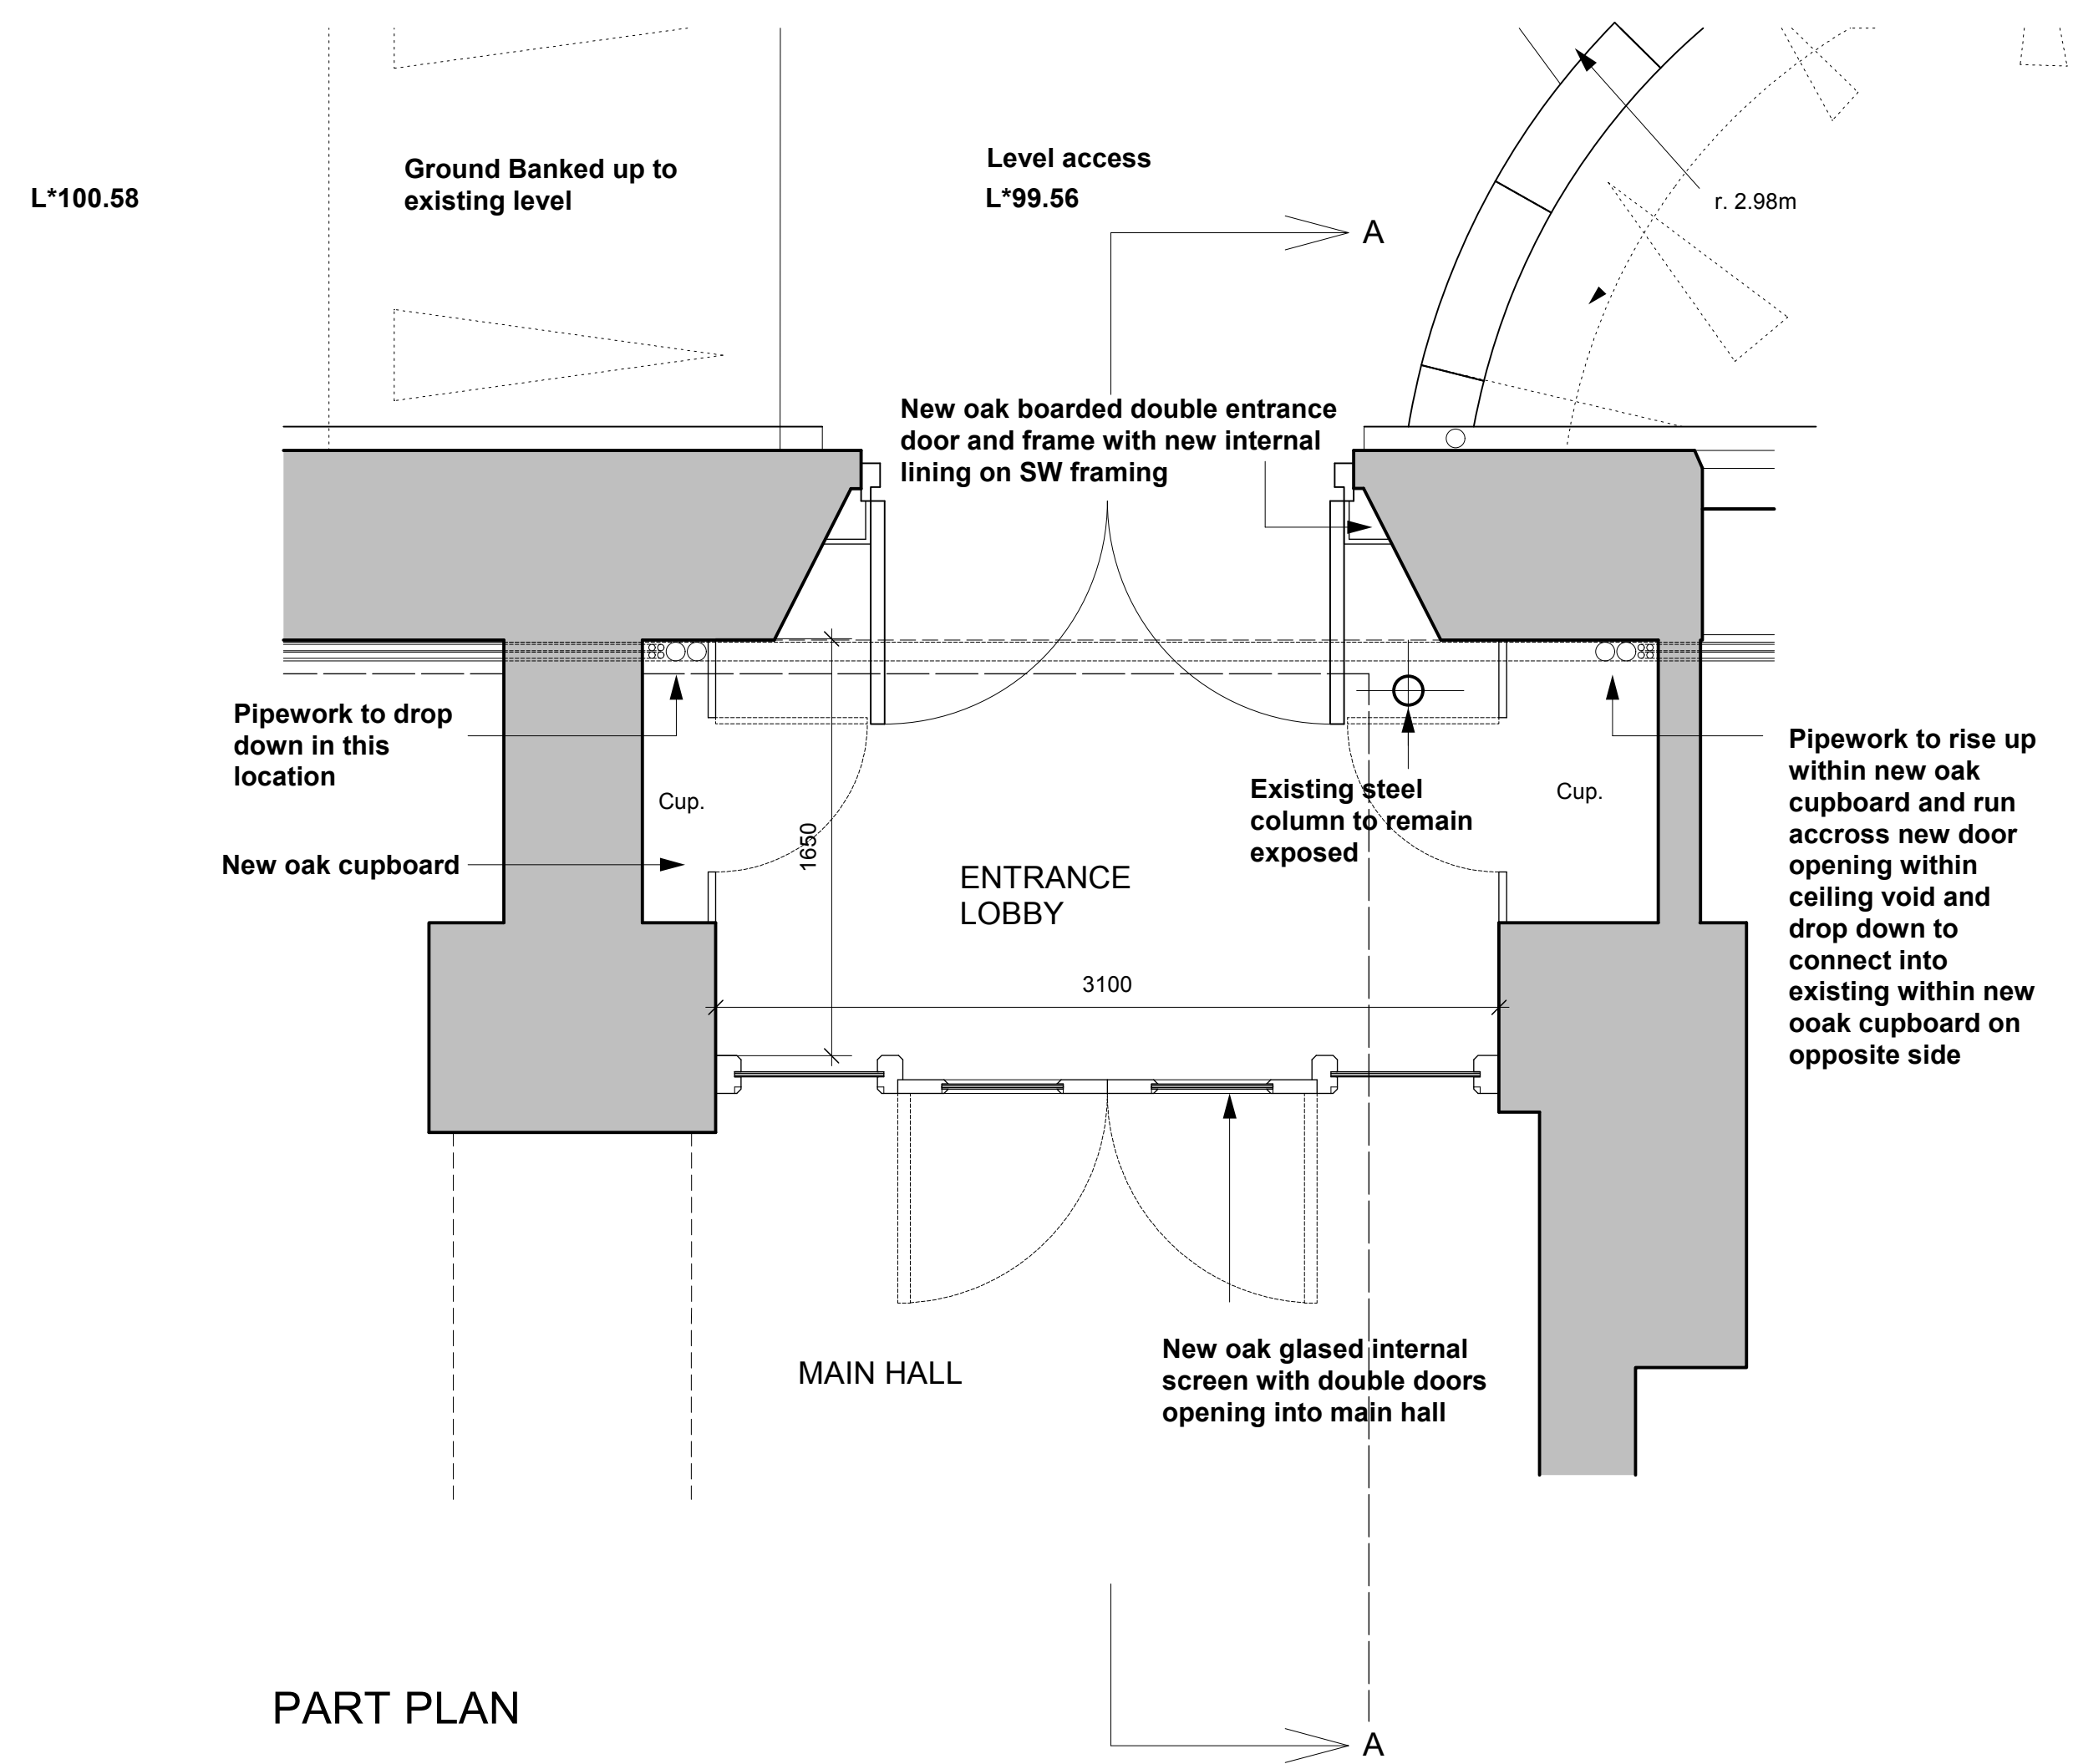 L*100.58
Ground Banked up to
existing level
Level access
L*99.56
A
r. 2.98m
New oak boarded double entrance
door and frame with new internal
lining on SW framing
Pipework to drop
down in this
location
Cup.
New oak cupboard
1650
Existing steel
column to remain
exposed
Cup.
Pipework to rise up
within new oak
cupboard and run
accross new door
opening within
ceiling void and
drop down to
connect into
existing within new
ooak cupboard on
opposite side
ENTRANCE
LOBBY
3100
New oak glased internal
screen with double doors
opening into main hall
MAIN HALL
PART PLAN
A